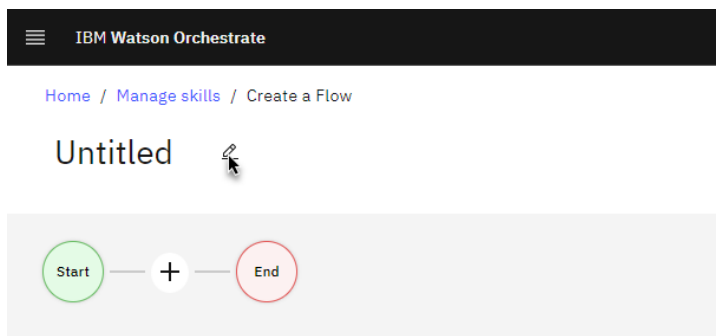 IBM Watson Orchestrate
Home / Manage skills / Create a Flow
Untitled
Start + End